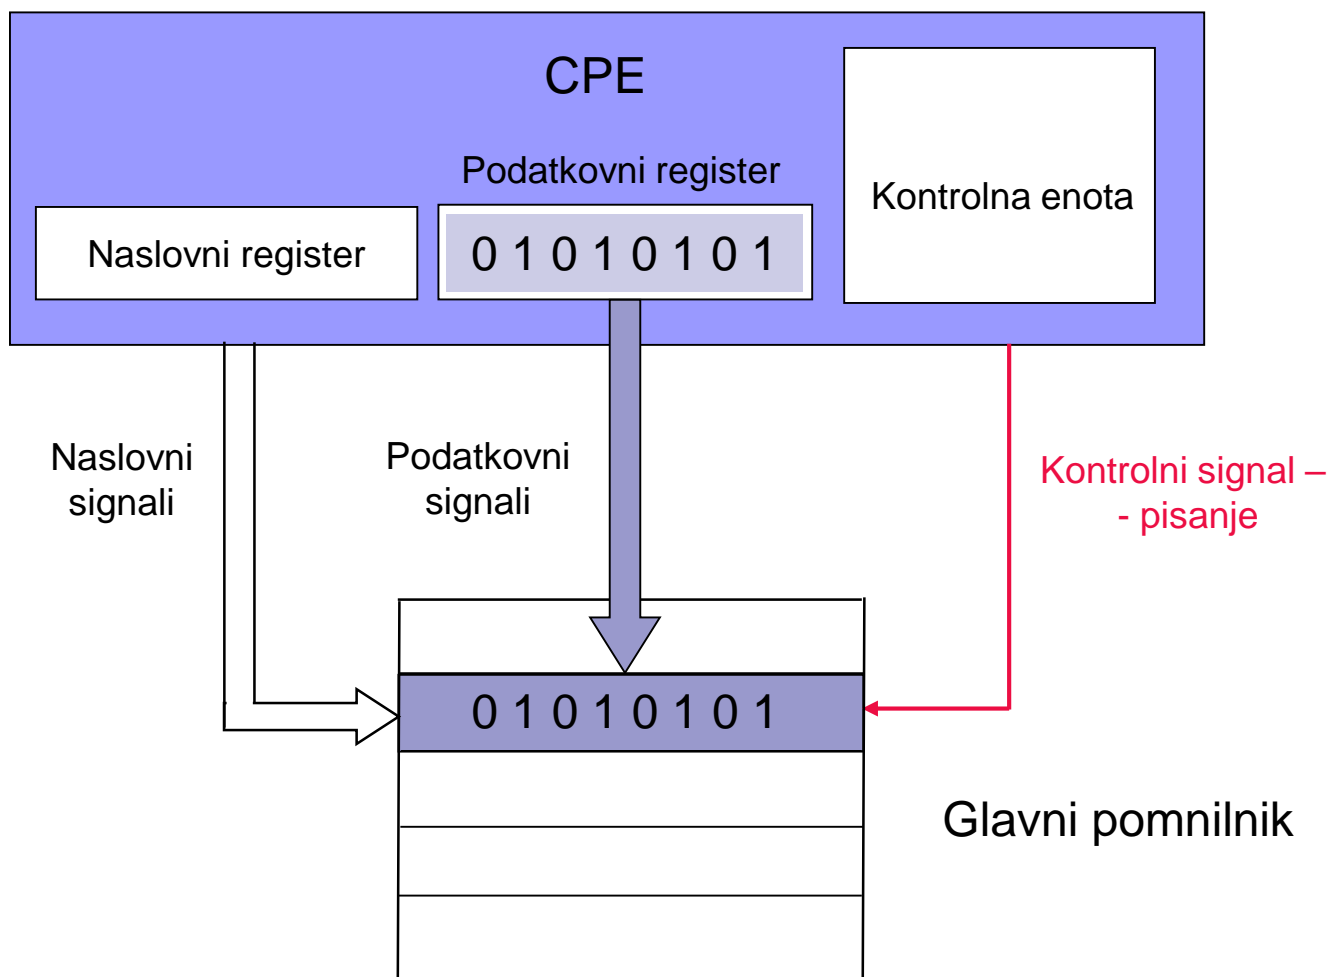 CPE
Podatkovni register
Kontrolna enota
Naslovni register
0 1 0 1 0 1 0 1
Naslovni
signali
Podatkovni
signali
Kontrolni signal –
- pisanje
0 1 0 1 0 1 0 1
Glavni pomnilnik